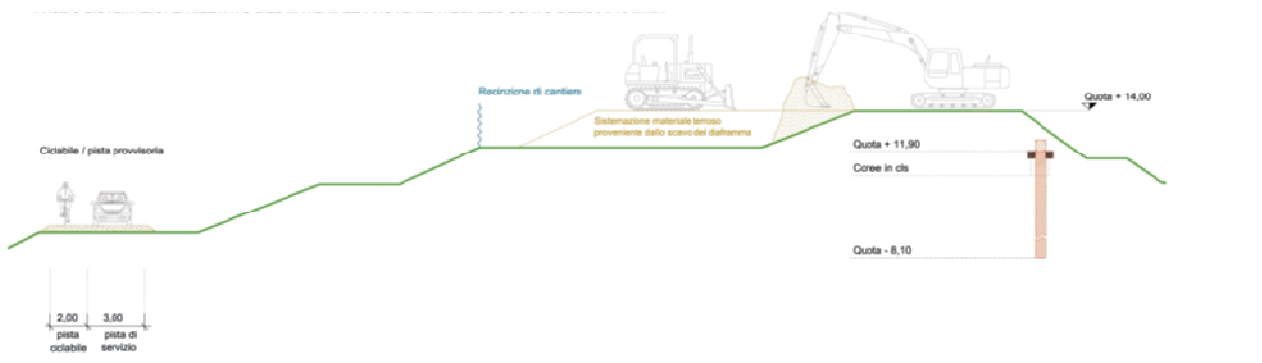 Recinzione di cantiere
Quota + 14,00
Sistemazione materiale terroso
proveniente dallo scavo del diaframma
Ciclabile / pista provvisoria
Quota + 11,90
Coree in cls
Quota - 8,10
2,00 3,00
pista pista di
ciclabile servizio